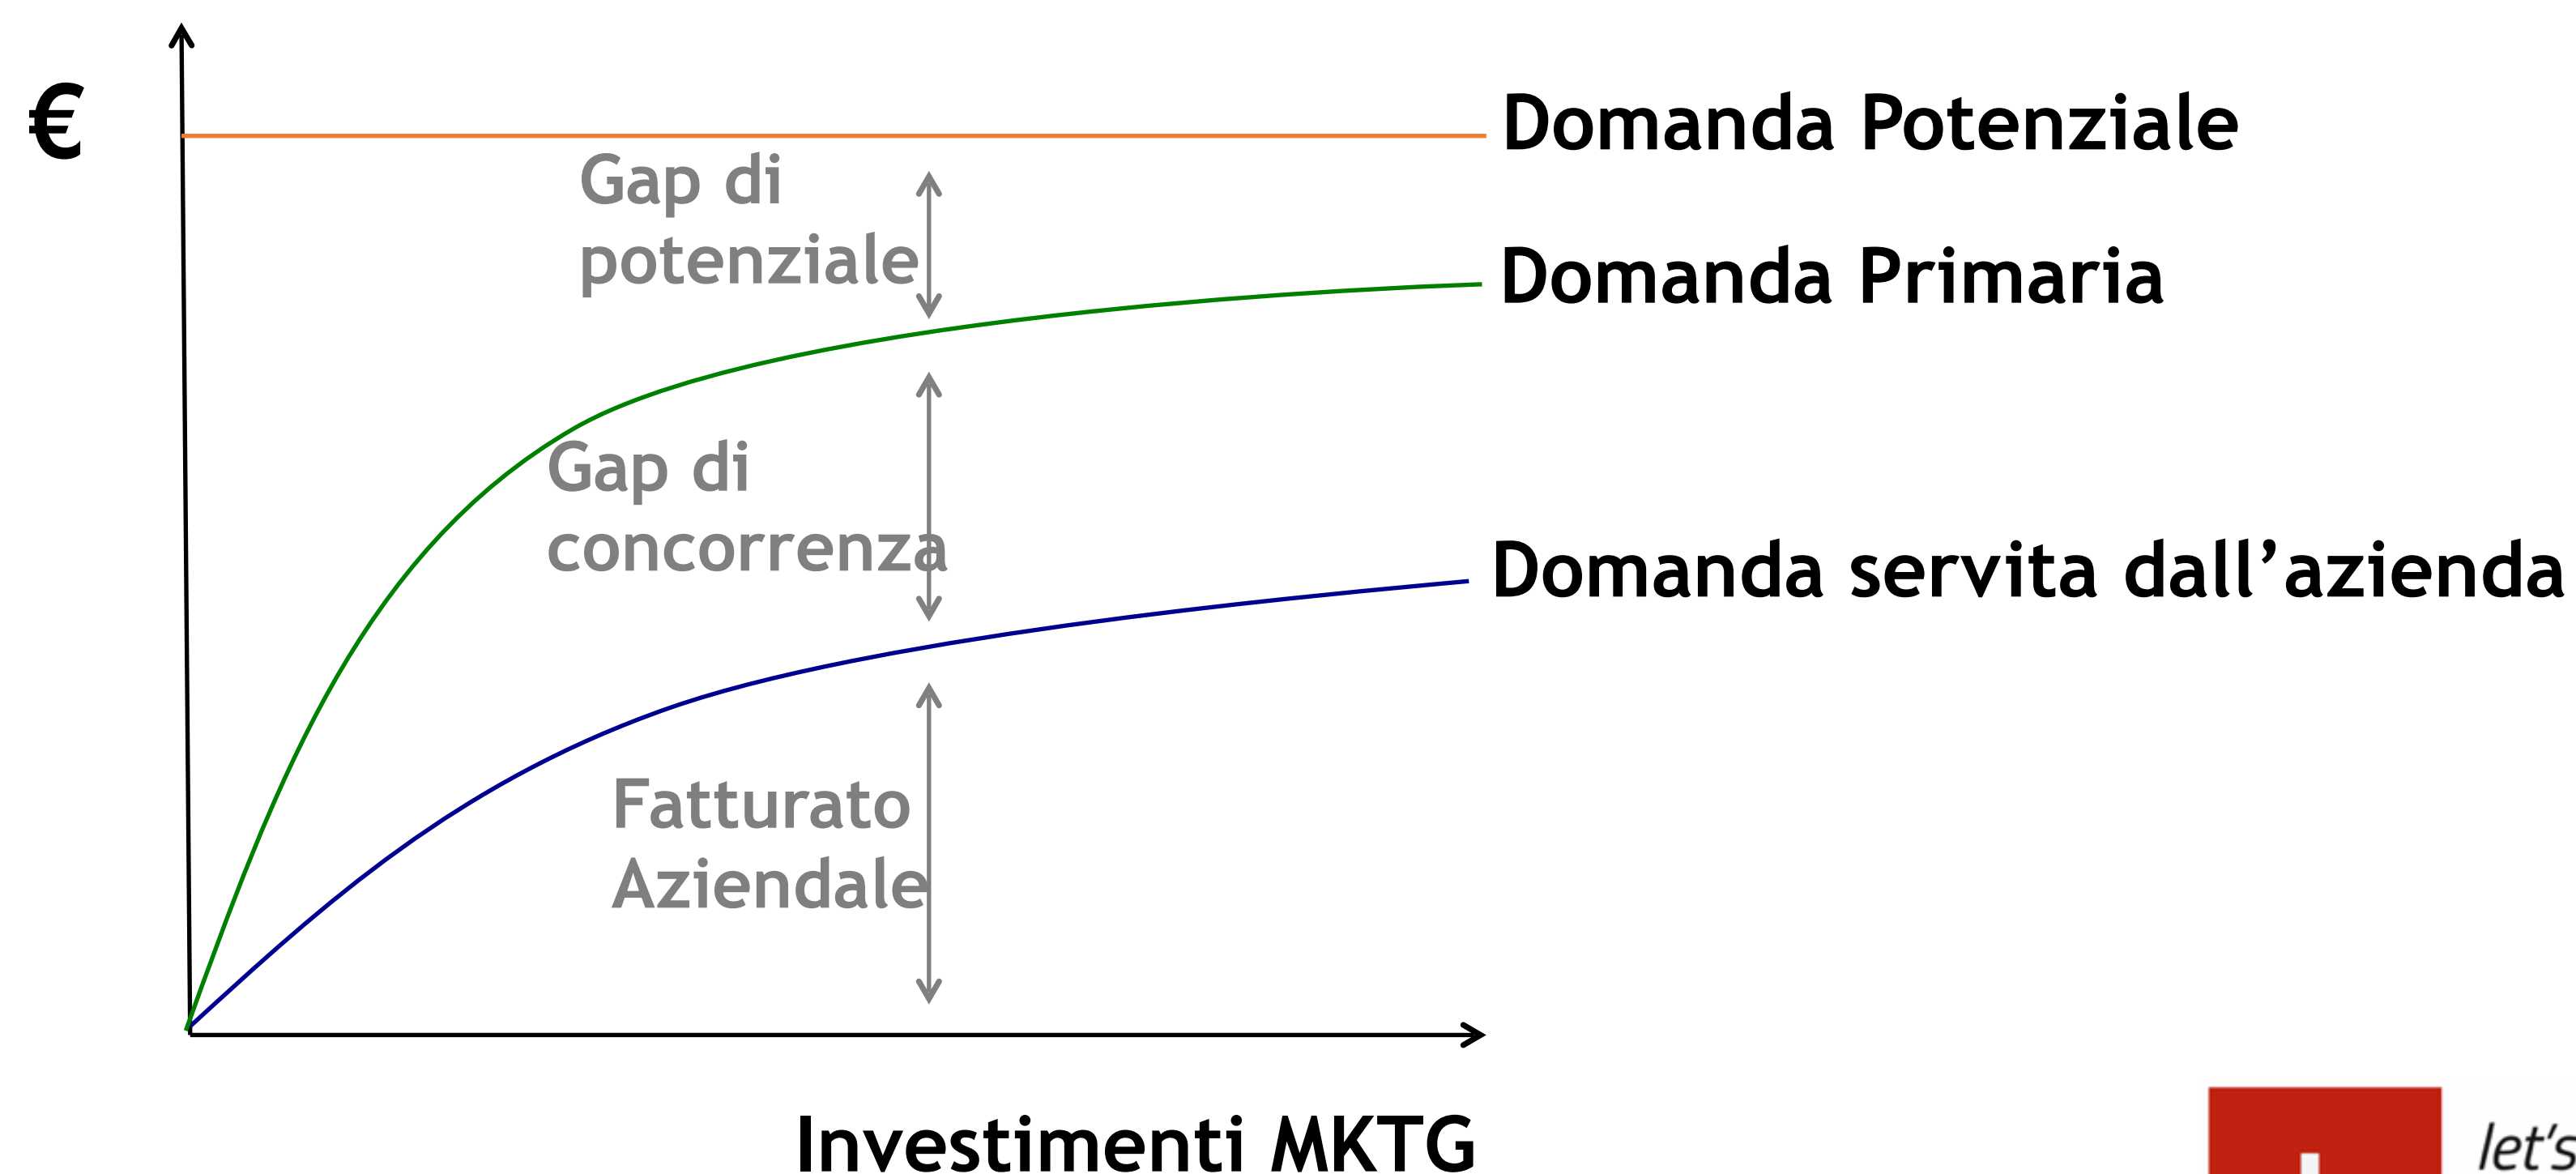 €
Domanda Potenziale
Gap di
potenziale
Domanda Primaria
Gap di
concorrenza
Domanda servita dall’azienda
Fatturato
Aziendale
Investimenti MKTG
let’s